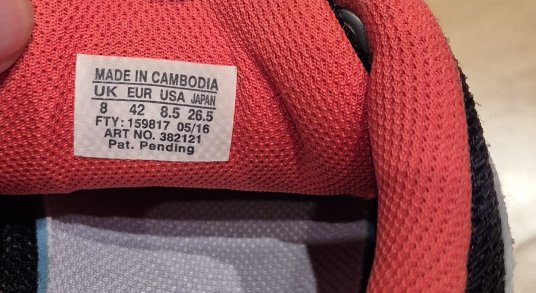 MADE IN CAMBODIA
UK EUR USA JAPAN
8 42 8.5 26.5
FTY: 159817 05/16
ART NO. 382121
Pat. Pending